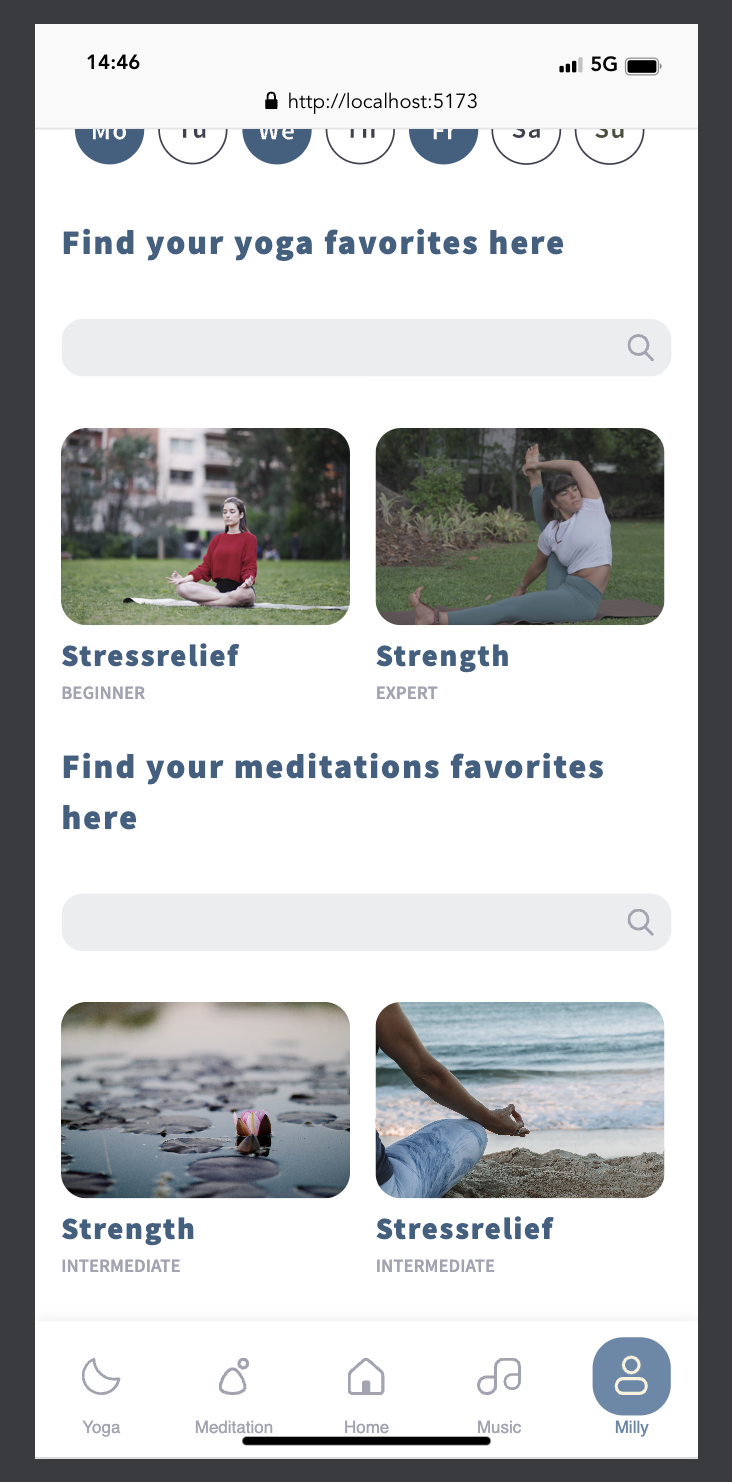 14:46
5G
http://localhost:5173
Mo Tu We Th Fr Sa Su
Find your yoga favorites here
Stressrelief
BEGINNER
Strength
EXPERT
Find your meditations favorites
here
Strength
INTERMEDIATE
Stressrelief
INTERMEDIATE
Yoga
Meditation
Home
Music
Milly